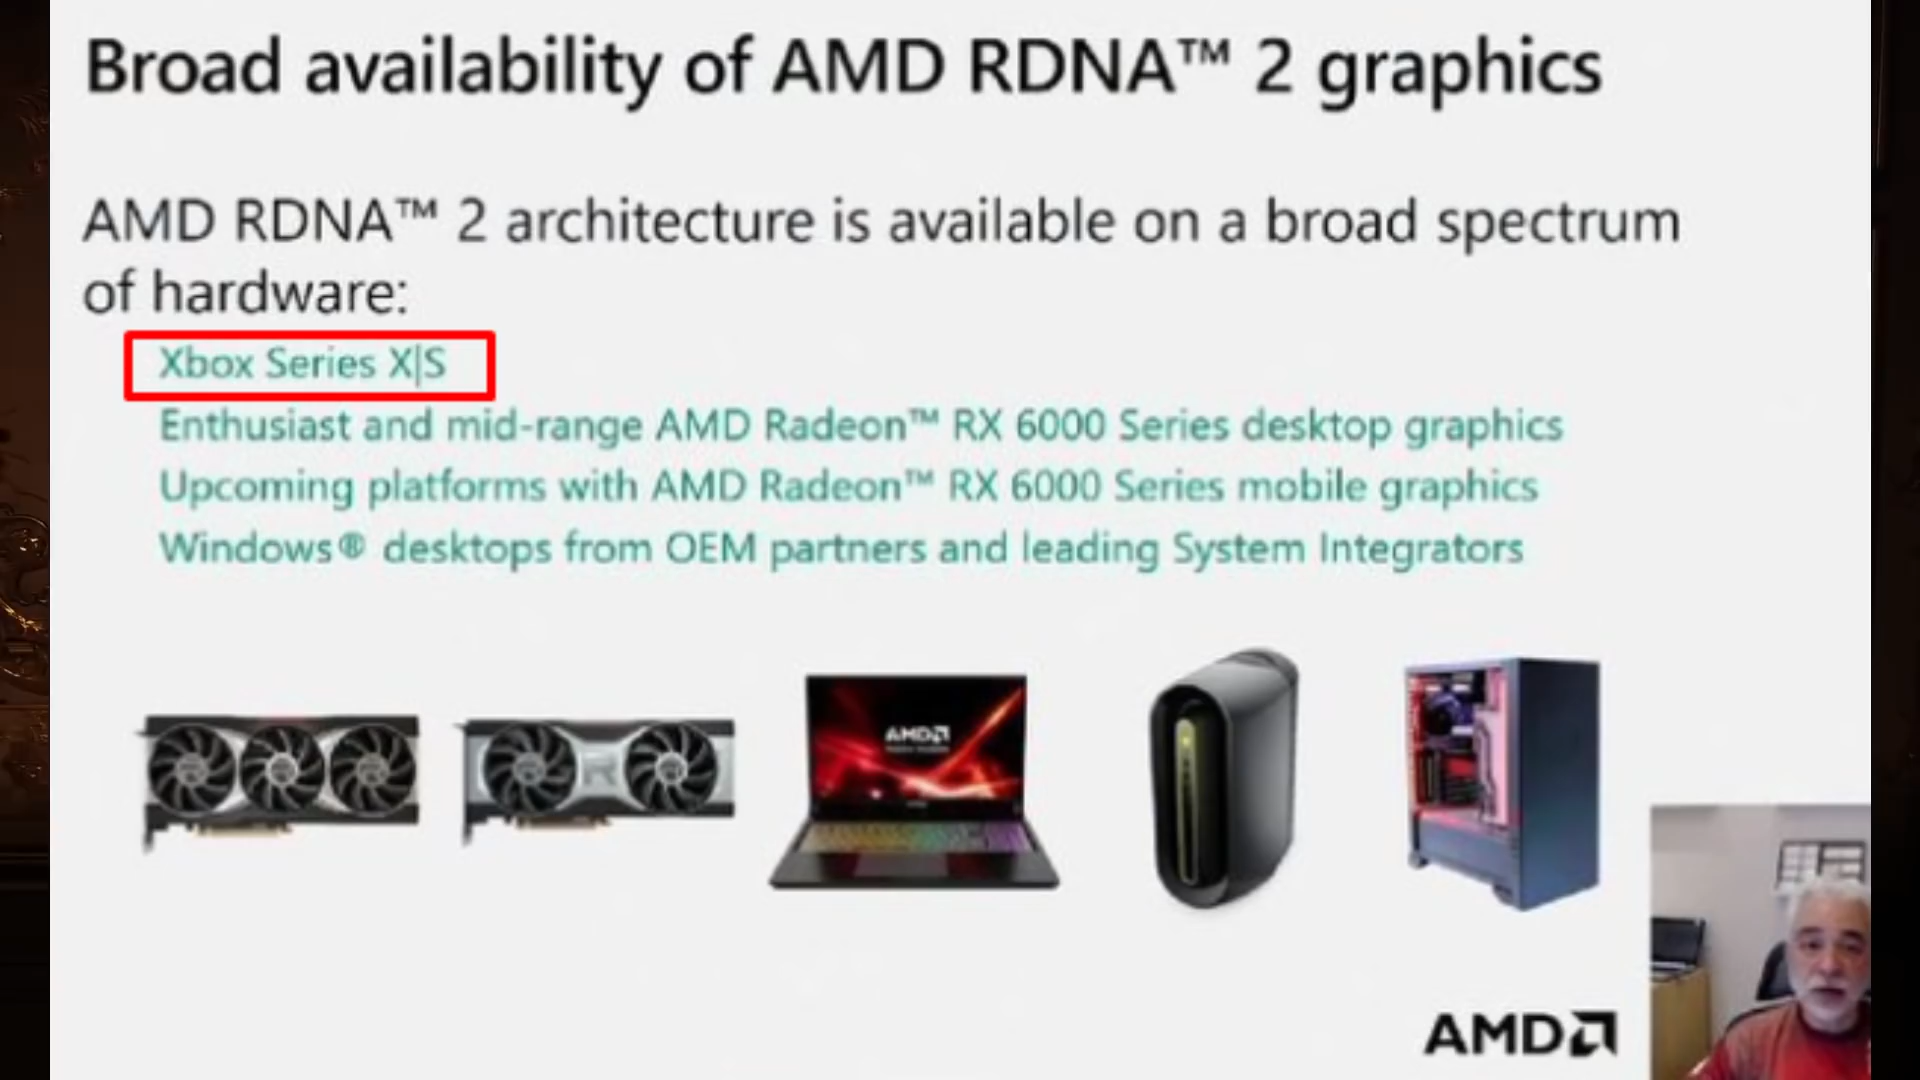 Broad availability of AMD RDNA™ 2 graphics
AMD RDNA™ 2 architecture is available on a broad spectrum
of hardware:
Xbox Series X|S
Enthusiast and mid-range AMD Radeon™ RX 6000 Series desktop graphics
Upcoming platforms with AMD Radeon™ RX 6000 Series mobile graphics
Windows® desktops from OEM partners and leading System Integrators
AMD
R
AMD